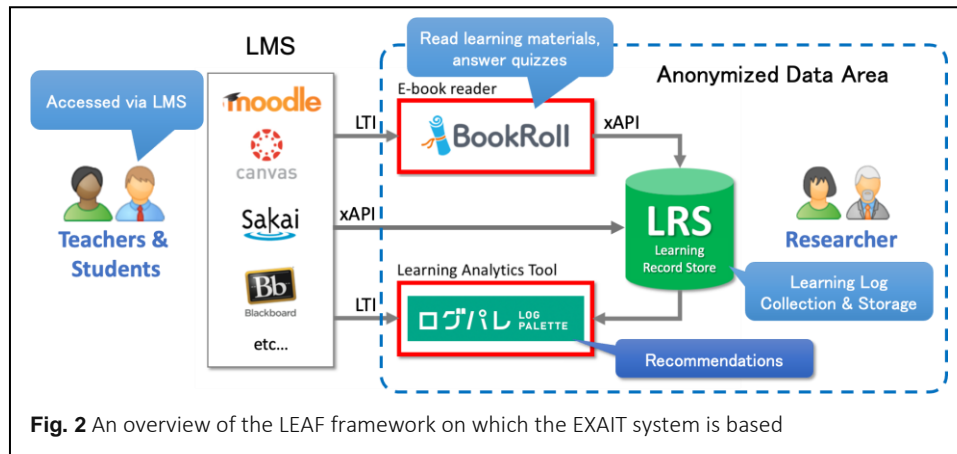 LMS
Accessed via LMS
Teachers &
Students
moodle
canvas
Sakai
Bb
Blackboard
etc...
Read learning materials,
answer quizzes
Anonymized Data Area
E-book reader
LTI
BookRoll
xAPI
xAPI
LRS
Learning
Record Store
Researcher
Learning Log
Collection & Storage
Learning Analytics Tool
LTI
ログパレ LOG
PALETTE
Recommendations
Fig. 2 An overview of the LEAF framework on which the EXAIT system is based